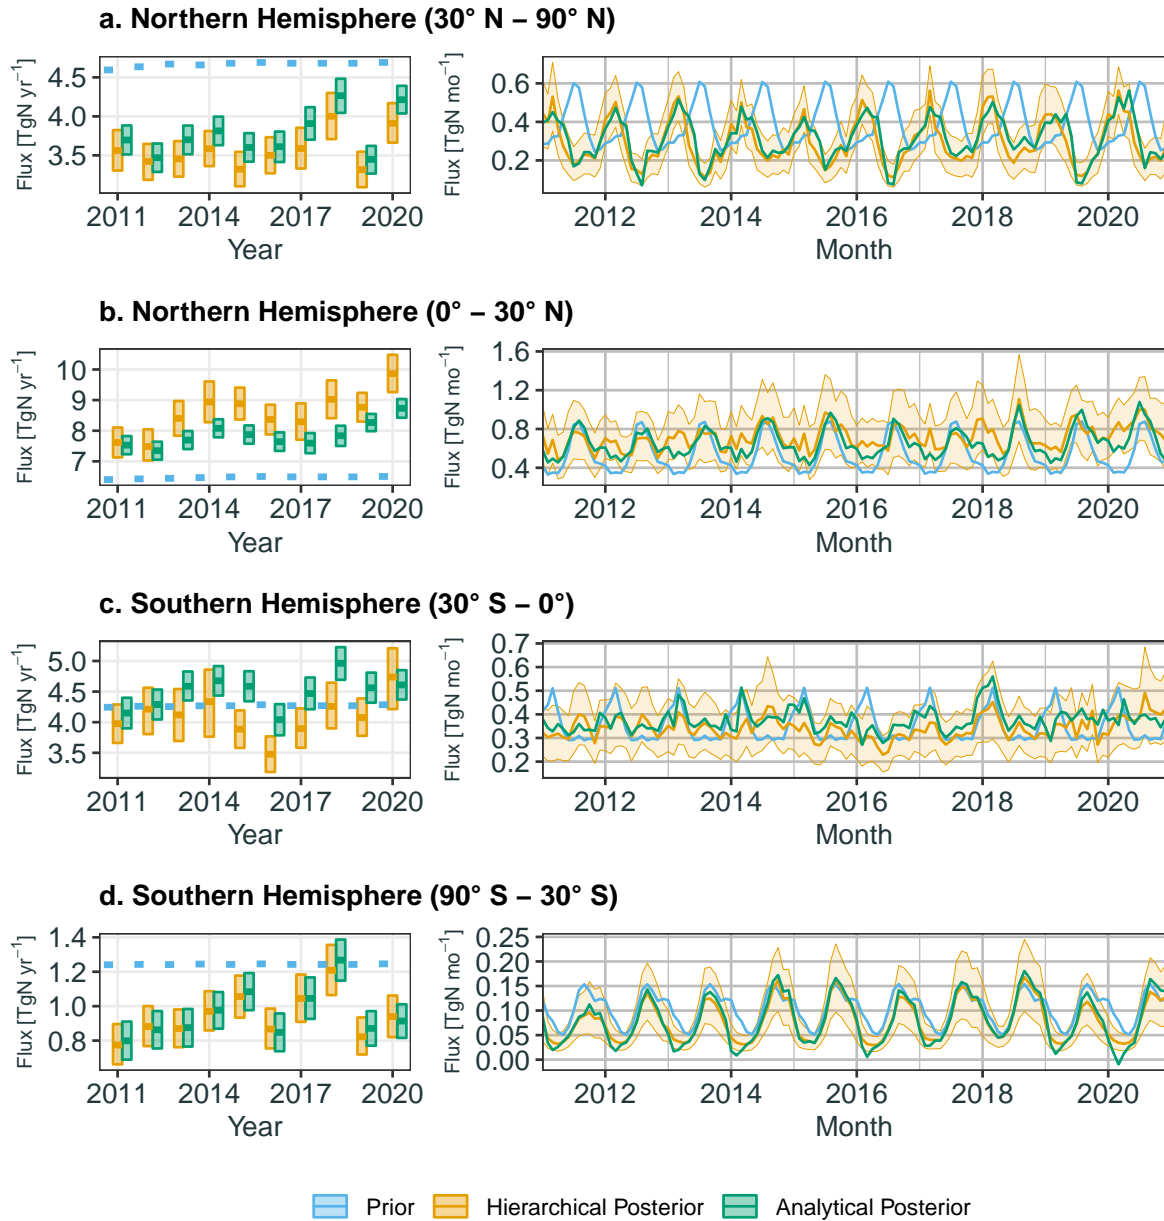 a. Northern Hemisphere (30° N – 90° N)
Flux [TgN yr⁻¹]
4.5
4.0
3.5
2011 2014 2017 2020
Year
Flux [TgN mo⁻¹]
0.6
0.4
0.2
2012 2014 2016 2018 2020
Month
b. Northern Hemisphere (0° – 30° N)
Flux [TgN yr⁻¹]
10
9
8
7
2011 2014 2017 2020
Year
Flux [TgN mo⁻¹]
1.6
1.2
0.8
0.4
2012 2014 2016 2018 2020
Month
c. Southern Hemisphere (30° S – 0°)
Flux [TgN yr⁻¹]
5.0
4.5
4.0
3.5
2011 2014 2017 2020
Year
Flux [TgN mo⁻¹]
0.7
0.6
0.5
0.4
0.3
0.2
2012 2014 2016 2018 2020
Month
d. Southern Hemisphere (90° S – 30° S)
Flux [TgN yr⁻¹]
1.4
1.2
1.0
0.8
2011 2014 2017 2020
Year
Flux [TgN mo⁻¹]
0.25
0.20
0.15
0.10
0.05
0.00
2012 2014 2016 2018 2020
Month
Prior Hierarchical Posterior Analytical Posterior